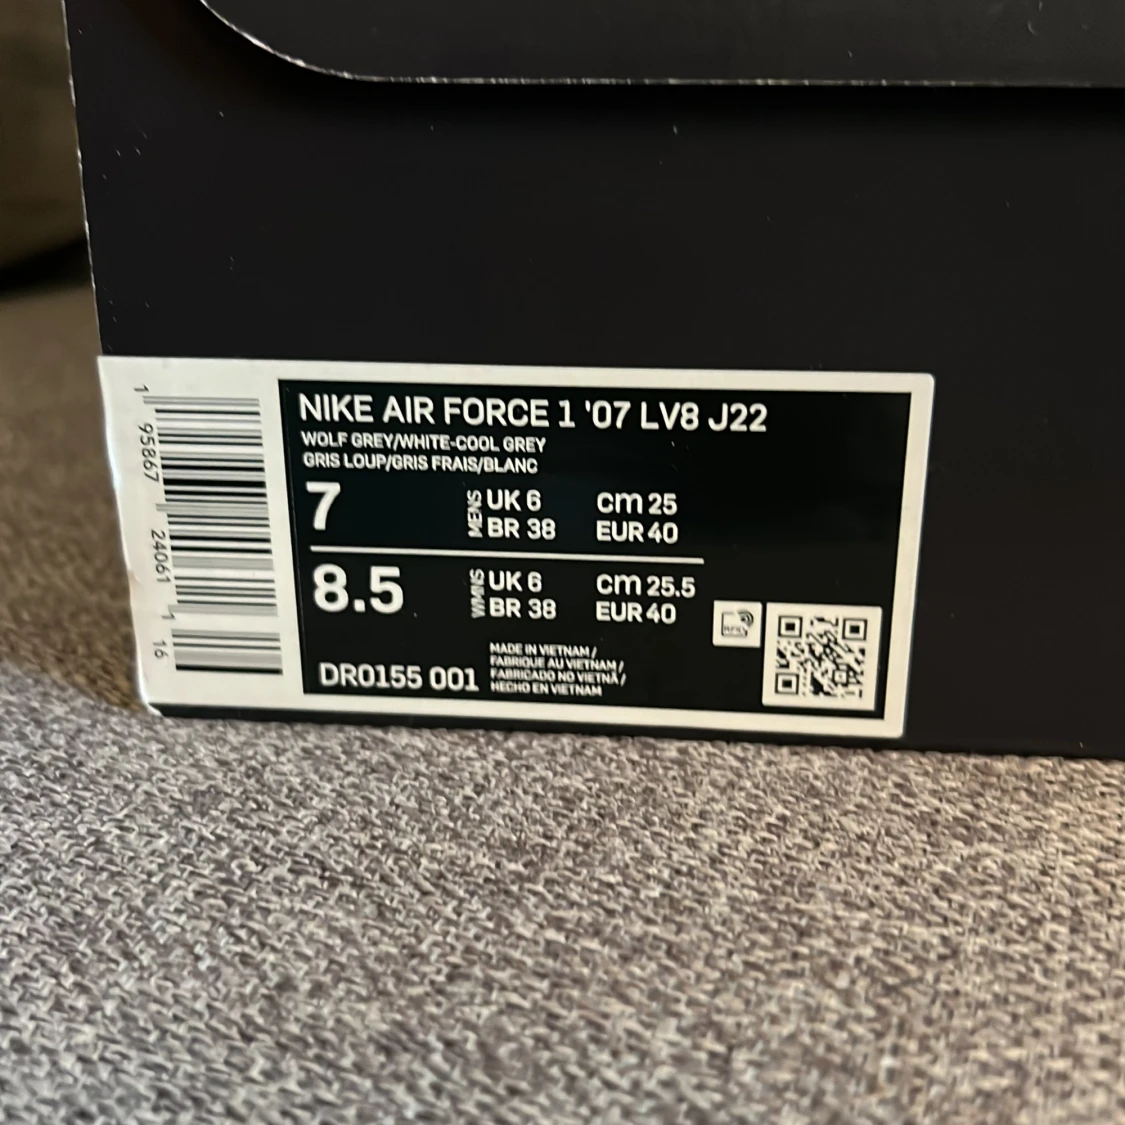 NIKE AIR FORCE 1 '07 LV8 J22
WOLF GREY/WHITE-COOL GREY
GRIS LOUP/GRIS FRAIS/BLANC
7 MENS UK 6 cm 25
BR 38 EUR 40
8.5 WMNS UK 6 cm 25.5
BR 38 EUR 40
DR0155 001
MADE IN VIETNAM /
FABRIQUE AU VIETNAM /
FABRICADO NO VIETNÃ /
HECHO EN VIETNAM
1 95867 24061 1 16